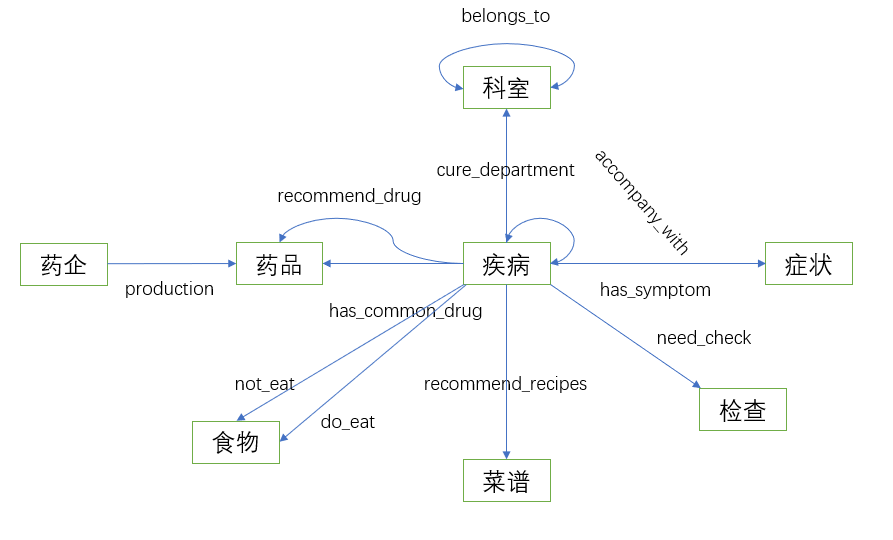 belongs_to
科室
cure_department
accompany_with
recommend_drug
药企
药品
疾病
症状
production
has_symptom
has_common_drug
need_check
not_eat
recommend_recipes
do_eat
检查
食物
菜谱